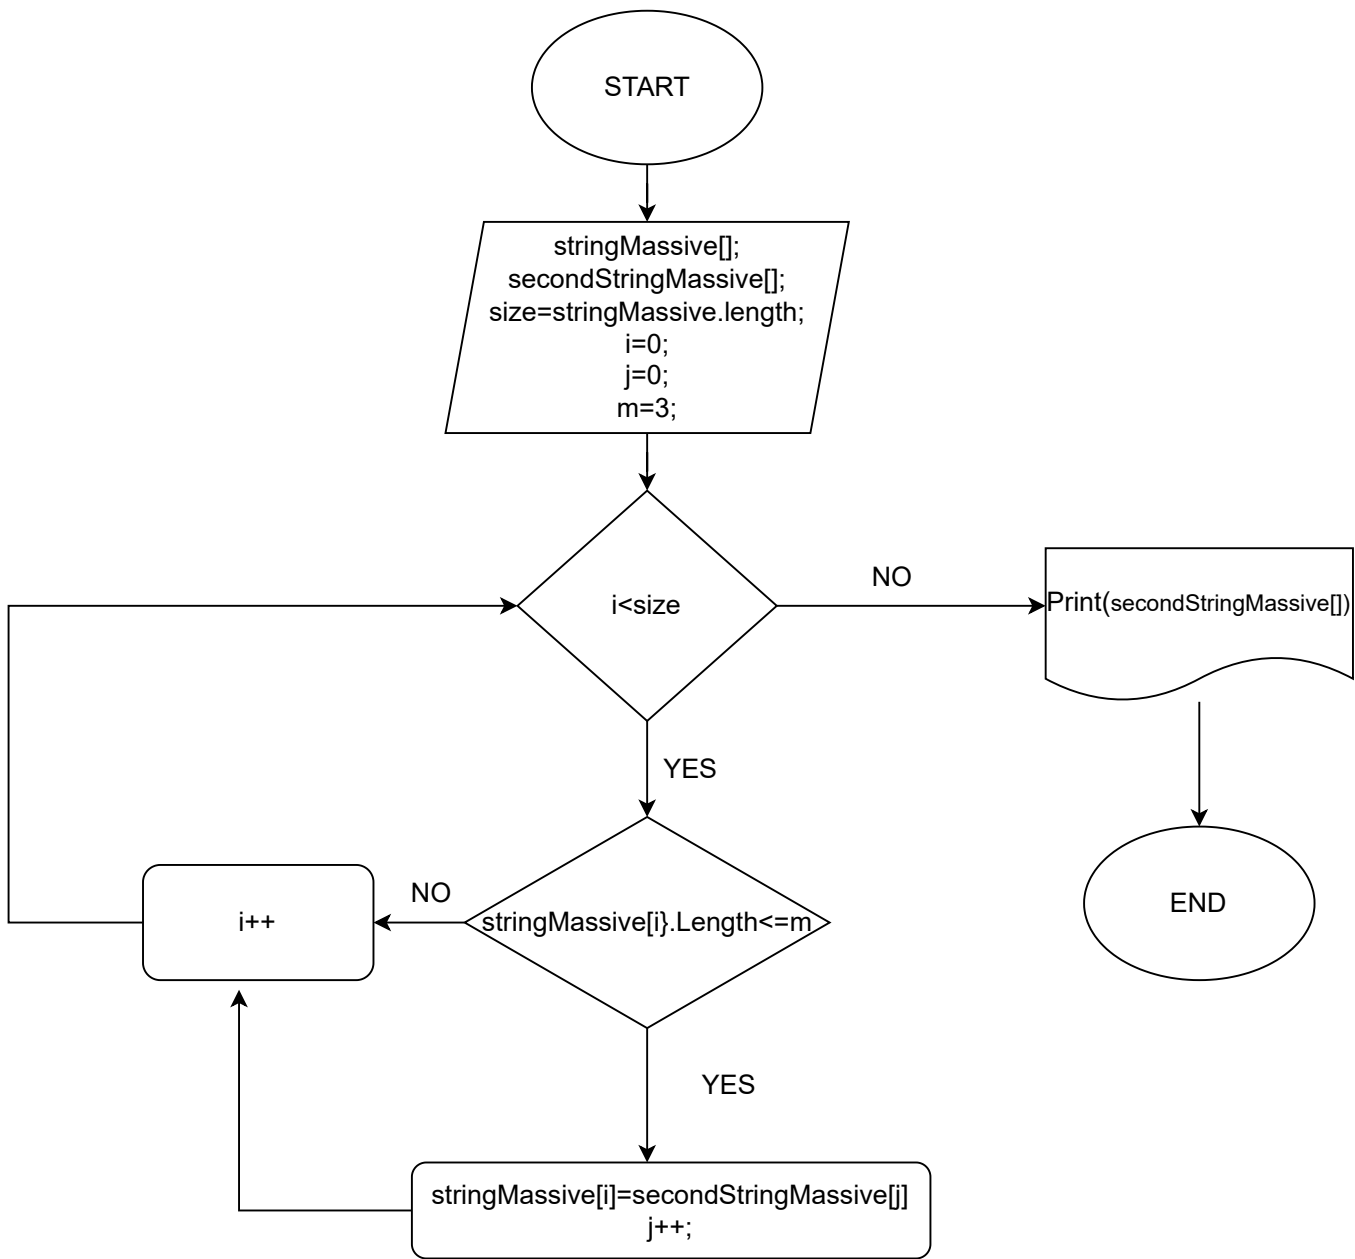 START
stringMassive[];
secondStringMassive[];
size=stringMassive.length;
i=0;
j=0;
m=3;
i<size
NO
Print(secondStringMassive[])
YES
stringMassive[i}.Length<=m
NO
i++
END
YES
stringMassive[i]=secondStringMassive[j]
j++;